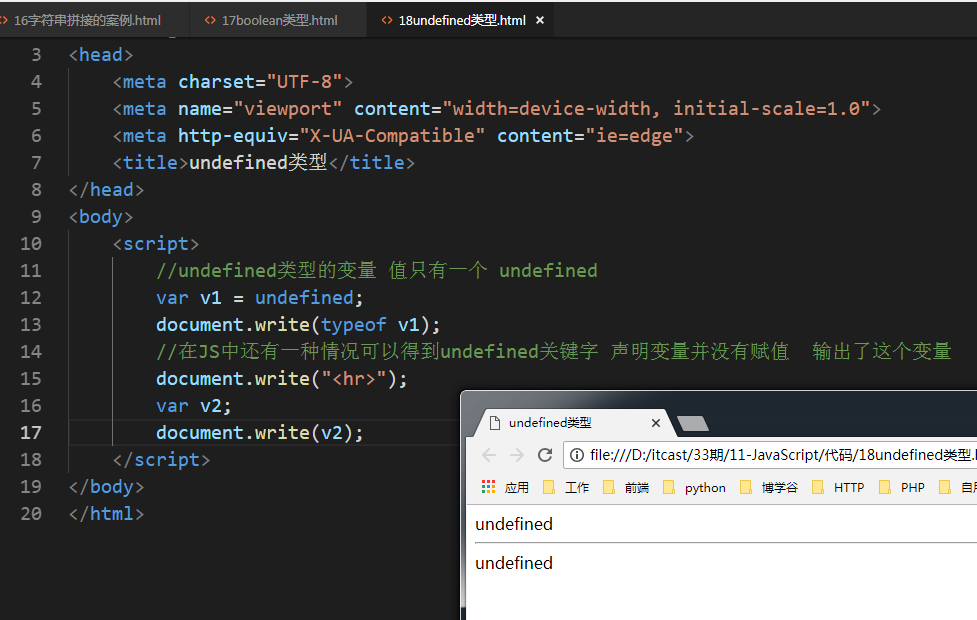 16字符串拼接的案例.html 17boolean类型.html 18undefined类型.html
3 <head>
4 <meta charset="UTF-8">
5 <meta name="viewport" content="width=device-width, initial-scale=1.0">
6 <meta http-equiv="X-UA-Compatible" content="ie=edge">
7 <title>undefined类型</title>
8 </head>
9 <body>
10 <script>
11 //undefined类型的变量 值只有一个 undefined
12 var v1 = undefined;
13 document.write(typeof v1);
14 //在JS中还有一种情况可以得到undefined关键字 声明变量并没有赋值 输出了这个变量
15 document.write("<hr>");
16 var v2;
17 document.write(v2);
18 </script>
19 </body>
20 </html>
undefined类型
file:///D:/itcast/33期/11-JavaScript/代码/18undefined类型.
应用 工作 前端 python 博学谷 HTTP PHP
undefined
undefined